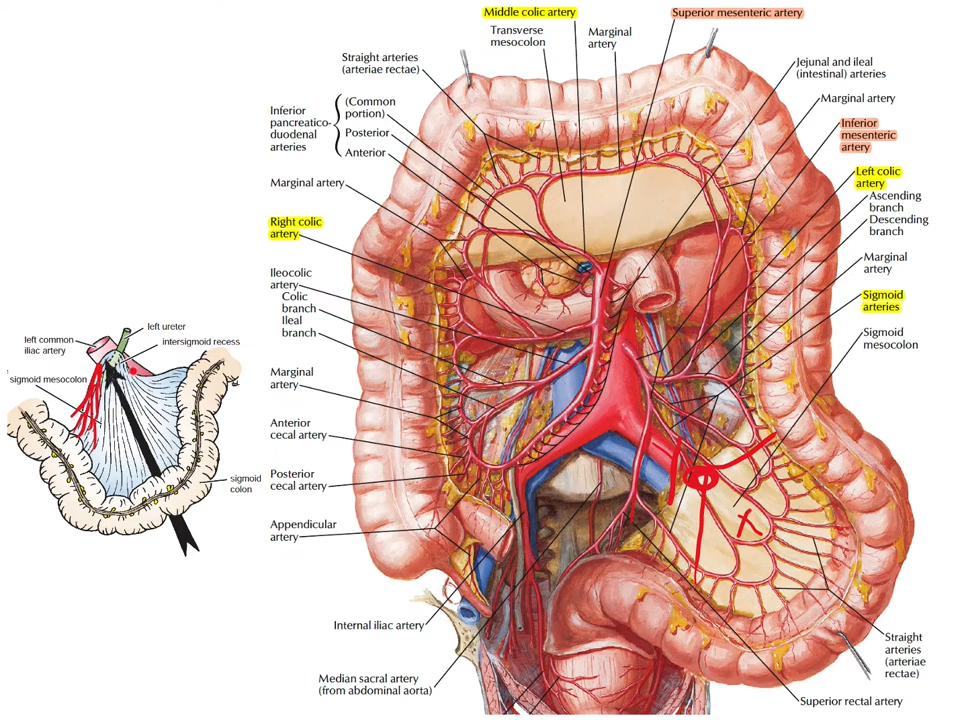 Middle colic artery
Transverse
mesocolon
Superior mesenteric artery
Marginal
artery
Straight arteries
(arteriae rectae)
Inferior
pancreatico-
duodenal
arteries
(Common
portion)
Posterior
Anterior
Marginal artery
Right colic
artery
Ileocolic
artery
Colic
branch
Ileal
branch
Marginal
artery
Anterior
cecal artery
Posterior
cecal artery
Appendicular
artery
Internal iliac artery
Median sacral artery
(from abdominal aorta)
Jejunal and ileal
(intestinal) arteries
Marginal artery
Inferior
mesenteric
artery
Left colic
artery
Ascending
branch
Descending
branch
Marginal
artery
Sigmoid
arteries
Sigmoid
mesocolon
Straight
arteries
(arteriae
rectae)
Superior rectal artery
left ureter
left common
iliac artery
intersigmoid recess
sigmoid mesocolon
sigmoid
colon
x